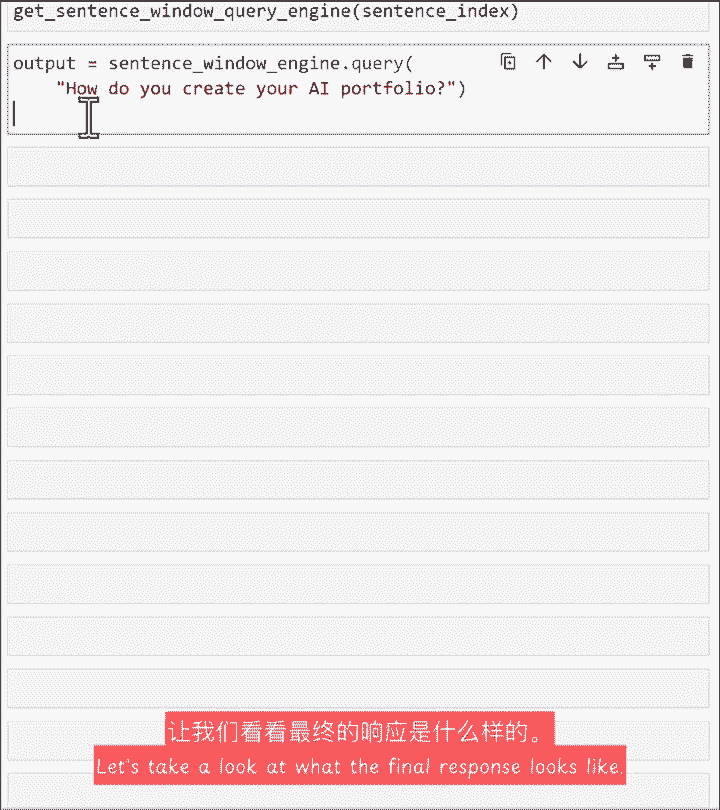 get_sentence_window_query_engine(sentence_index)
output = sentence_window_engine.query(
    "How do you create your AI portfolio?")
让我们看看最终的响应是什么样的。
Let's take a look at what the final response looks like.